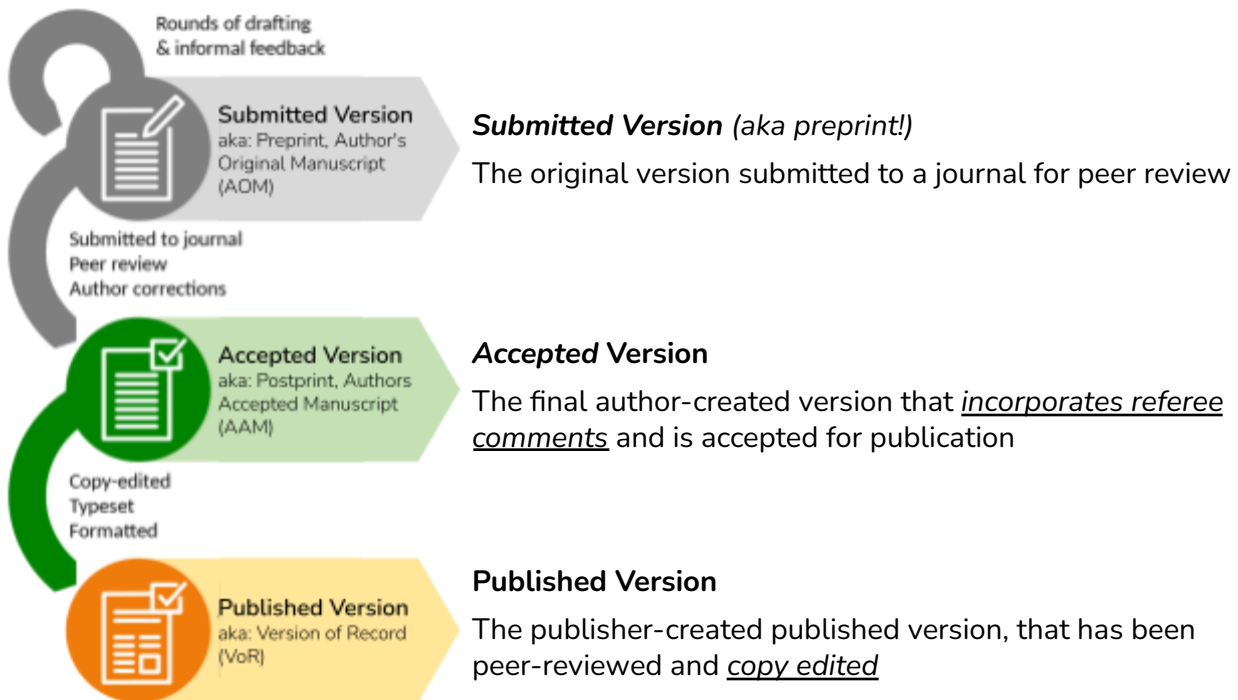 Rounds of drafting
& informal feedback
Submitted Version
aka: Preprint, Author's
Original Manuscript
(AOM)
Submitted Version (aka preprint!)
The original version submitted to a journal for peer review
Submitted to journal
Peer review
Author corrections
Accepted Version
aka: Postprint, Authors
Accepted Manuscript
(AAM)
Accepted Version
The final author-created version that incorporates referee
comments and is accepted for publication
Copy-edited
Typeset
Formatted
Published Version
aka: Version of Record
(VoR)
Published Version
The publisher-created published version, that has been
peer-reviewed and copy edited